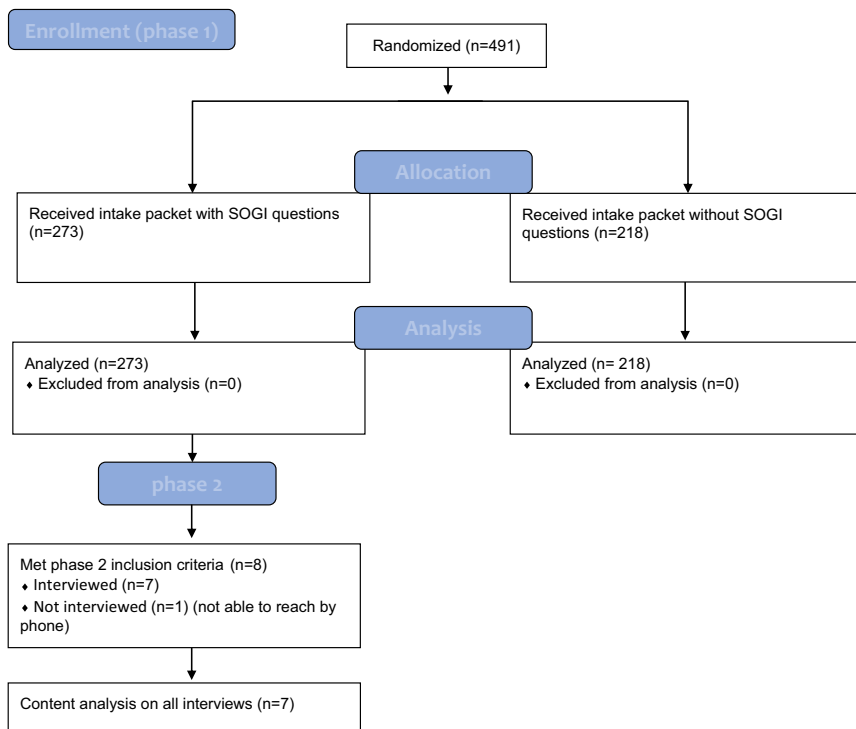 Enrollment (phase 1)
Randomized (n=491)
Allocation
Received intake packet with SOGI questions
(n=273)
Received intake packet without SOGI
questions (n=218)
Analysis
Analyzed (n=273)
♦ Excluded from analysis (n=0)
Analyzed (n= 218)
♦ Excluded from analysis (n=0)
phase 2
Met phase 2 inclusion criteria (n=8)
♦ Interviewed (n=7)
♦ Not interviewed (n=1) (not able to reach by
phone)
Content analysis on all interviews (n=7)